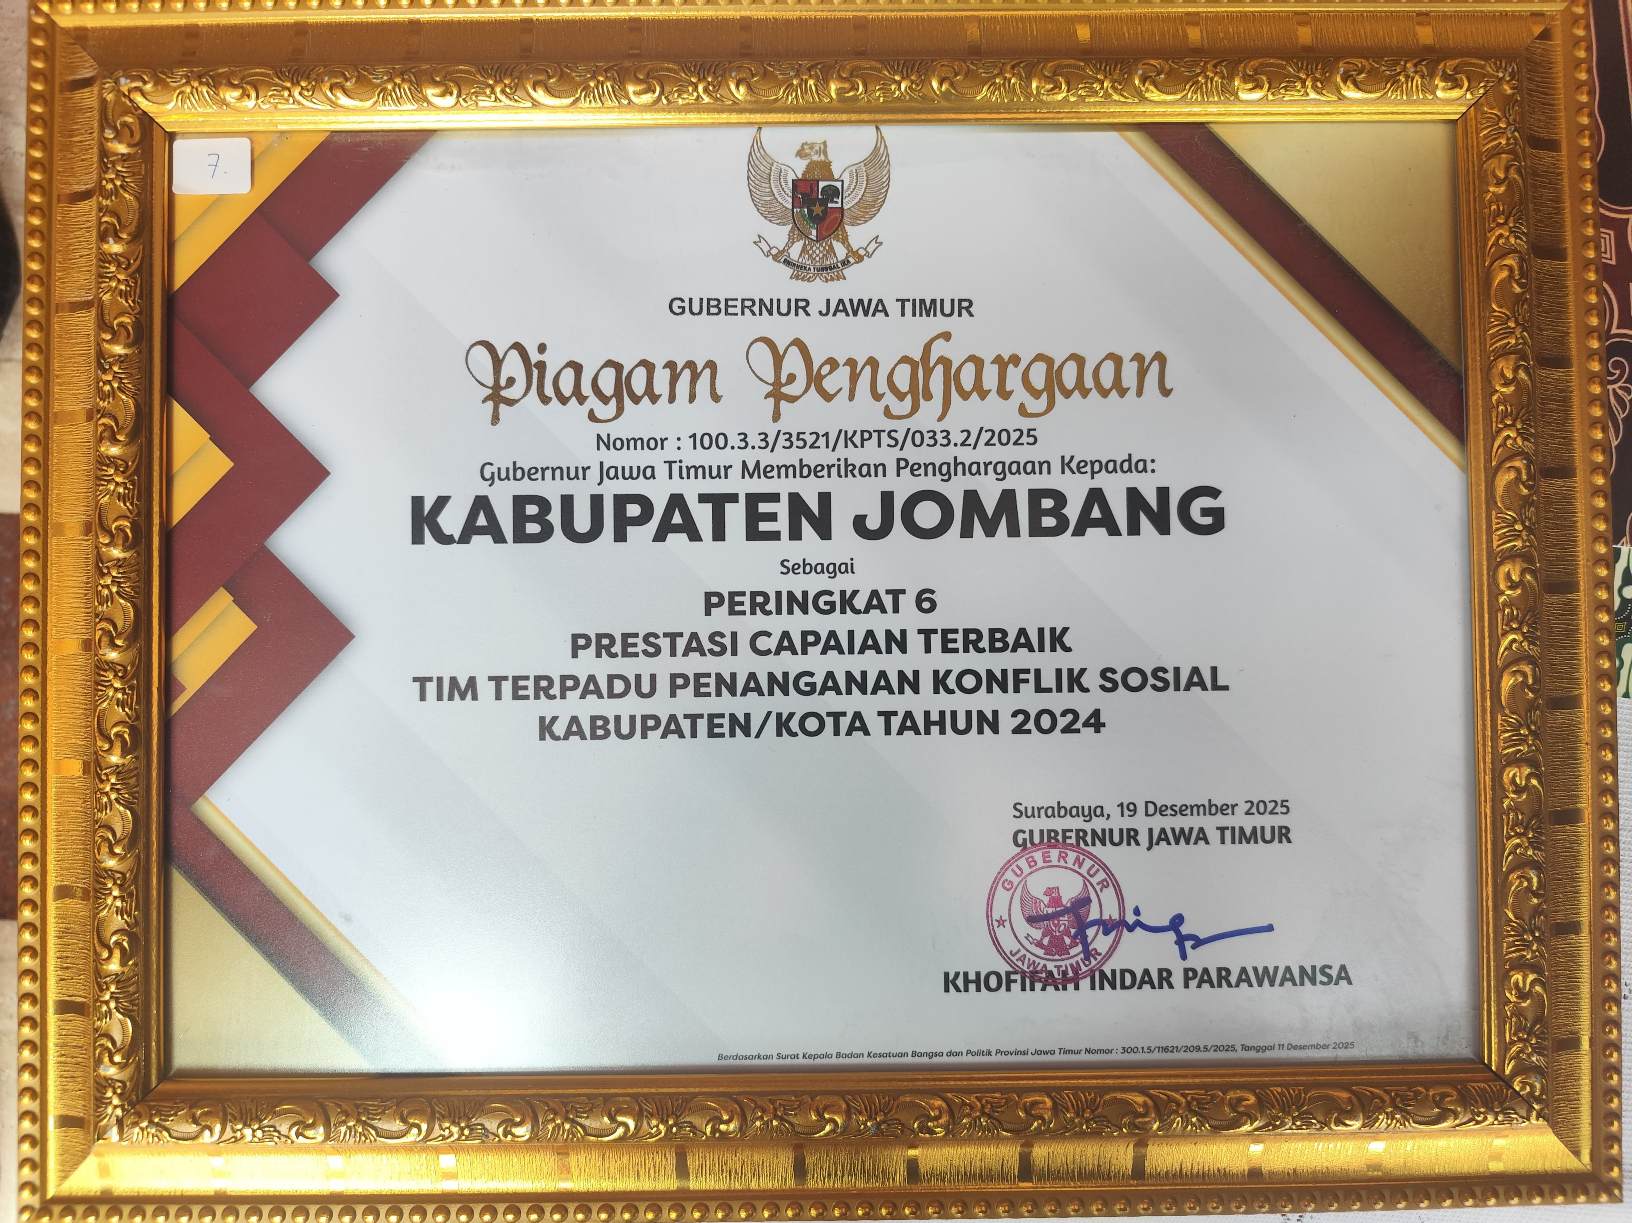 7.
BHINNEKA TUNGGAL IKA
GUBERNUR JAWA TIMUR
Piagam Penghargaan
Nomor : 100.3.3/3521/KPTS/033.2/2025
Gubernur Jawa Timur Memberikan Penghargaan Kepada:
KABUPATEN JOMBANG
Sebagai
PERINGKAT 6
PRESTASI CAPAIAN TERBAIK
TIM TERPADU PENANGANAN KONFLIK SOSIAL
KABUPATEN/KOTA TAHUN 2024
Surabaya, 19 Desember 2025
GUBERNUR JAWA TIMUR
GUBERNUR
JAWA TIMUR
KHOFIFAH INDAR PARAWANSA
Berdasarkan Surat Kepala Badan Kesatuan Bangsa dan Politik Provinsi Jawa Timur Nomor : 300.1.5/11621/209.5/2025, Tanggal 11 Desember 2025